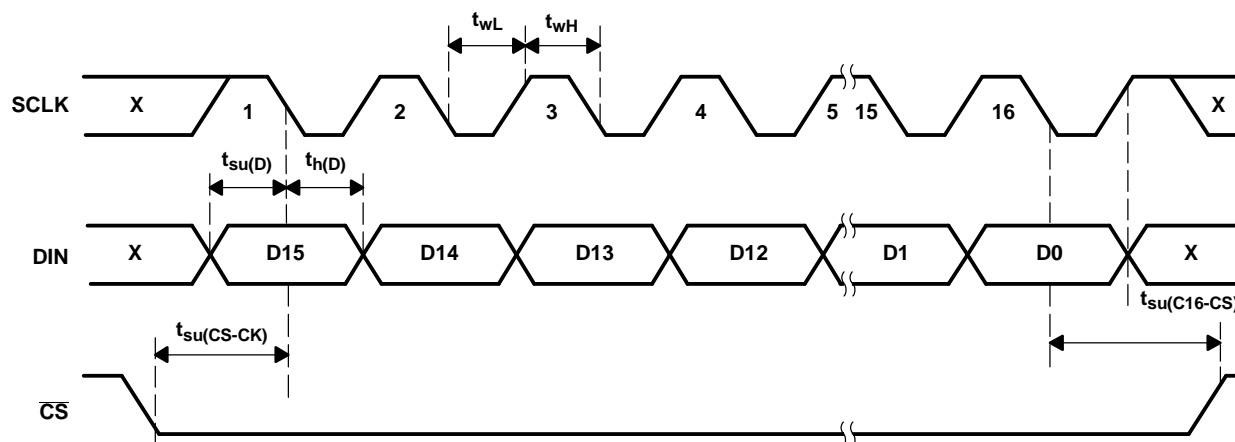 twL twH
SCLK X 1 2 3 4 5 15 16 X
tsu(D) th(D)
DIN X D15 D14 D13 D12 D1 D0 X
tsu(C16-CS)
tsu(CS-CK)
CS